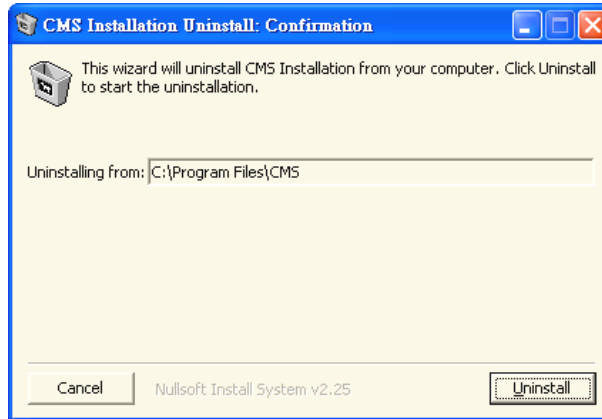 CMS Installation Uninstall: Confirmation
This wizard will uninstall CMS Installation from your computer. Click Uninstall
to start the uninstallation.
Uninstalling from: C:\Program Files\CMS
Cancel Nullsoft Install System v2.25 Uninstall